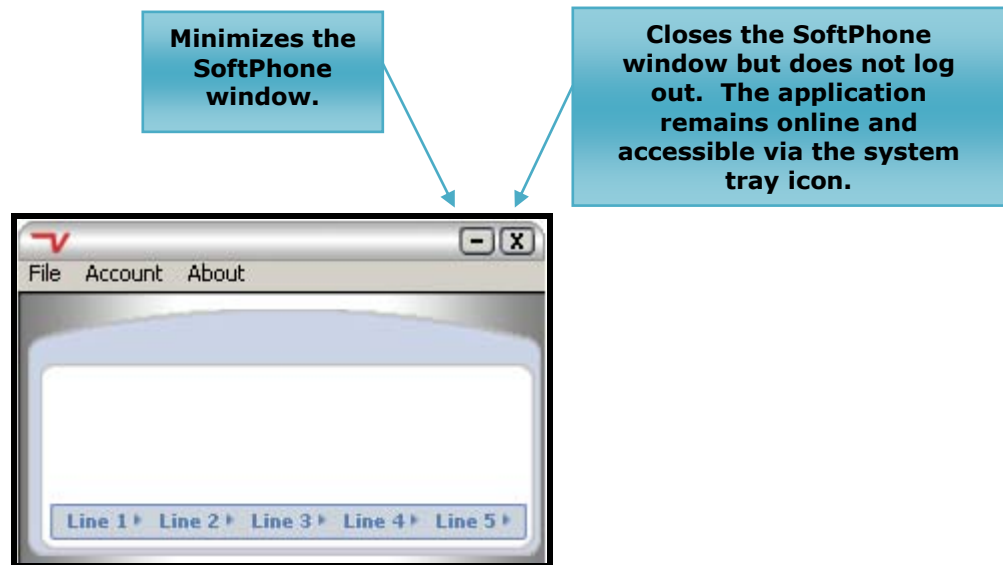 Minimizes the
SoftPhone
window.
Closes the SoftPhone
window but does not log
out. The application
remains online and
accessible via the system
tray icon.
File Account About
Line 1 Line 2 Line 3 Line 4 Line 5